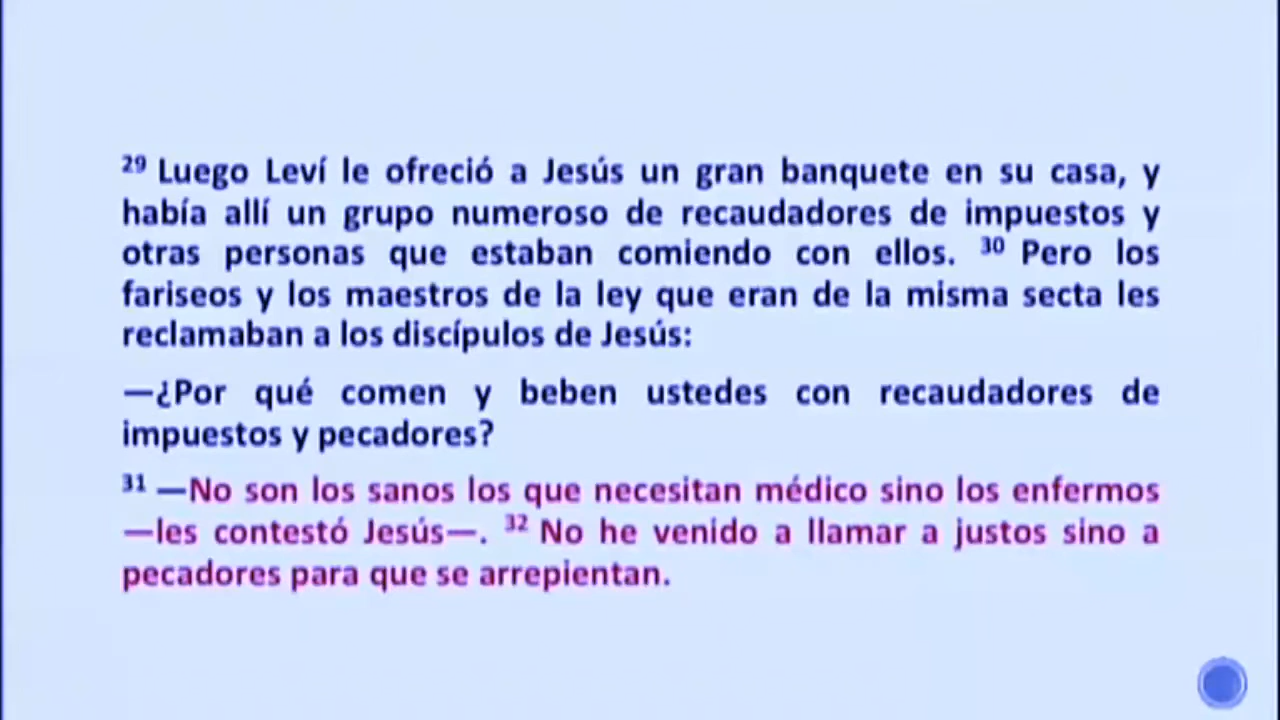 ²⁹ Luego Leví le ofreció a Jesús un gran banquete en su casa, y
había allí un grupo numeroso de recaudadores de impuestos y
otras personas que estaban comiendo con ellos. ³⁰ Pero los
fariseos y los maestros de la ley que eran de la misma secta les
reclamaban a los discípulos de Jesús:
—¿Por qué comen y beben ustedes con recaudadores de
impuestos y pecadores?
³¹ —No son los sanos los que necesitan médico sino los enfermos
—les contestó Jesús—. ³² No he venido a llamar a justos sino a
pecadores para que se arrepientan.